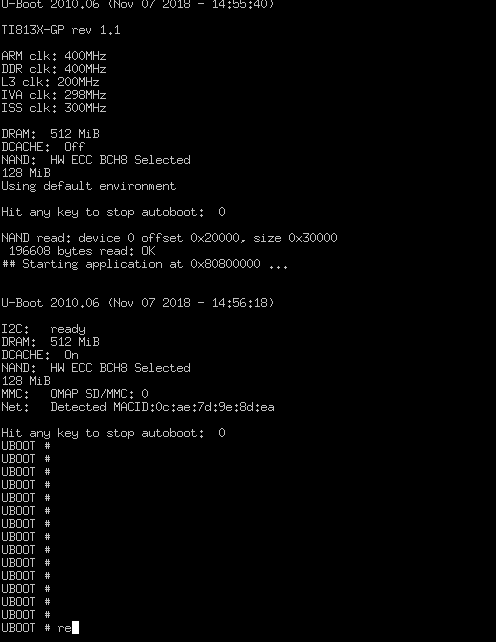 U-Boot 2010.06 (Nov 07 2018 - 14:55:40)
TI813X-GP rev 1.1
ARM clk: 400MHz
DDR clk: 400MHz
L3 clk: 200MHz
IVA clk: 298MHz
ISS clk: 300MHz
DRAM:  512 MiB
DCACHE:  Off
NAND:  HW ECC BCH8 Selected
128 MiB
Using default environment
Hit any key to stop autoboot:  0
NAND read: device 0 offset 0x20000, size 0x30000
 196608 bytes read: OK
## Starting application at 0x80800000 ...
U-Boot 2010.06 (Nov 07 2018 - 14:56:18)
I2C:   ready
DRAM:  512 MiB
DCACHE:  On
NAND:  HW ECC BCH8 Selected
128 MiB
MMC:   OMAP SD/MMC: 0
Net:   Detected MACID:0c:ae:7d:9e:8d:ea
Hit any key to stop autoboot:  0
UBOOT #
UBOOT #
UBOOT #
UBOOT #
UBOOT #
UBOOT #
UBOOT #
UBOOT #
UBOOT #
UBOOT #
UBOOT #
UBOOT #
UBOOT #
UBOOT #
UBOOT # re